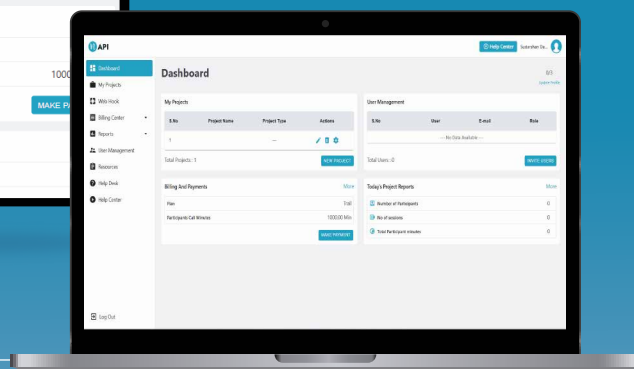 1000
MAKE PA
API
Help Center
Dashboard
My Projects
Web Hook
Billing Center
Reports
User Management
Resources
Help Desk
Help Center
Log Out
Dashboard
My Projects
S.No Project Name Project Type Actions
1 ---
Total Projects : 1 NEW PROJECT
User Management
S.No User E-mail Role
--- No Data Available ---
Total Users : 0 INVITE USERS
Billing And Payments More
Plan Trail
Participants Call Minutes 1000.00 Min
MAKE PAYMENT
Today's Project Reports More
Number of Participants 0
No of sessions 0
Total Participant minutes 0